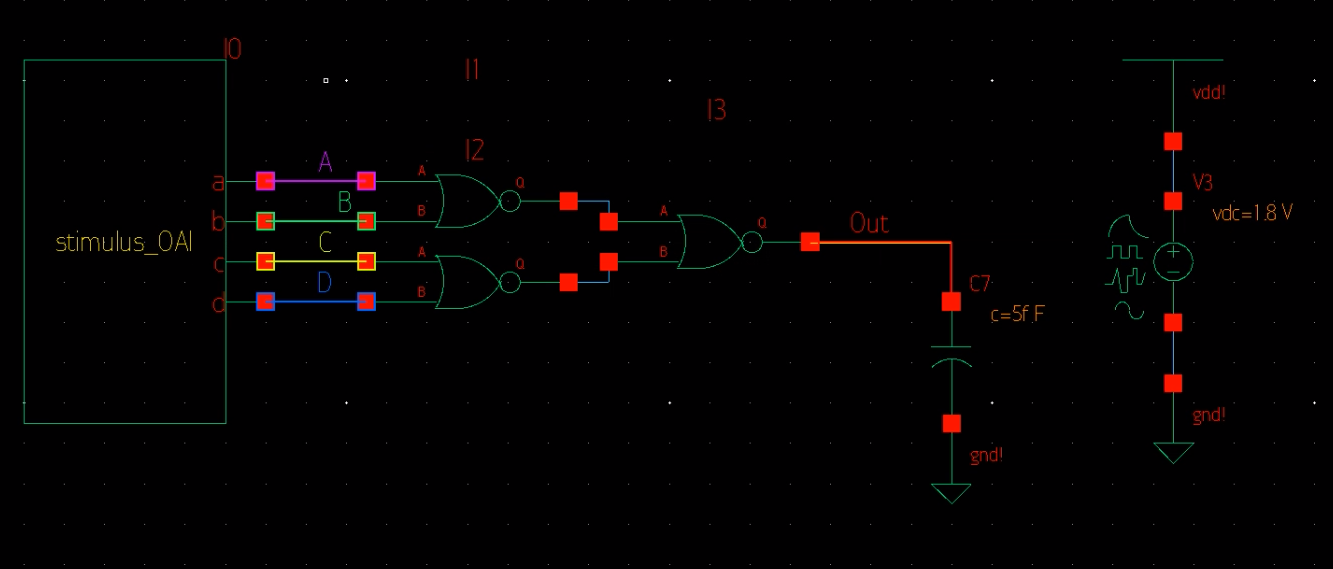 I0
I1
I2
I3
stimulus_OAI
a
b
c
d
A
B
C
D
A
B
Q
A
B
Q
A
B
Q
Out
C7
c=5f F
gnd!
vdd!
V3
vdc=1.8 V
gnd!